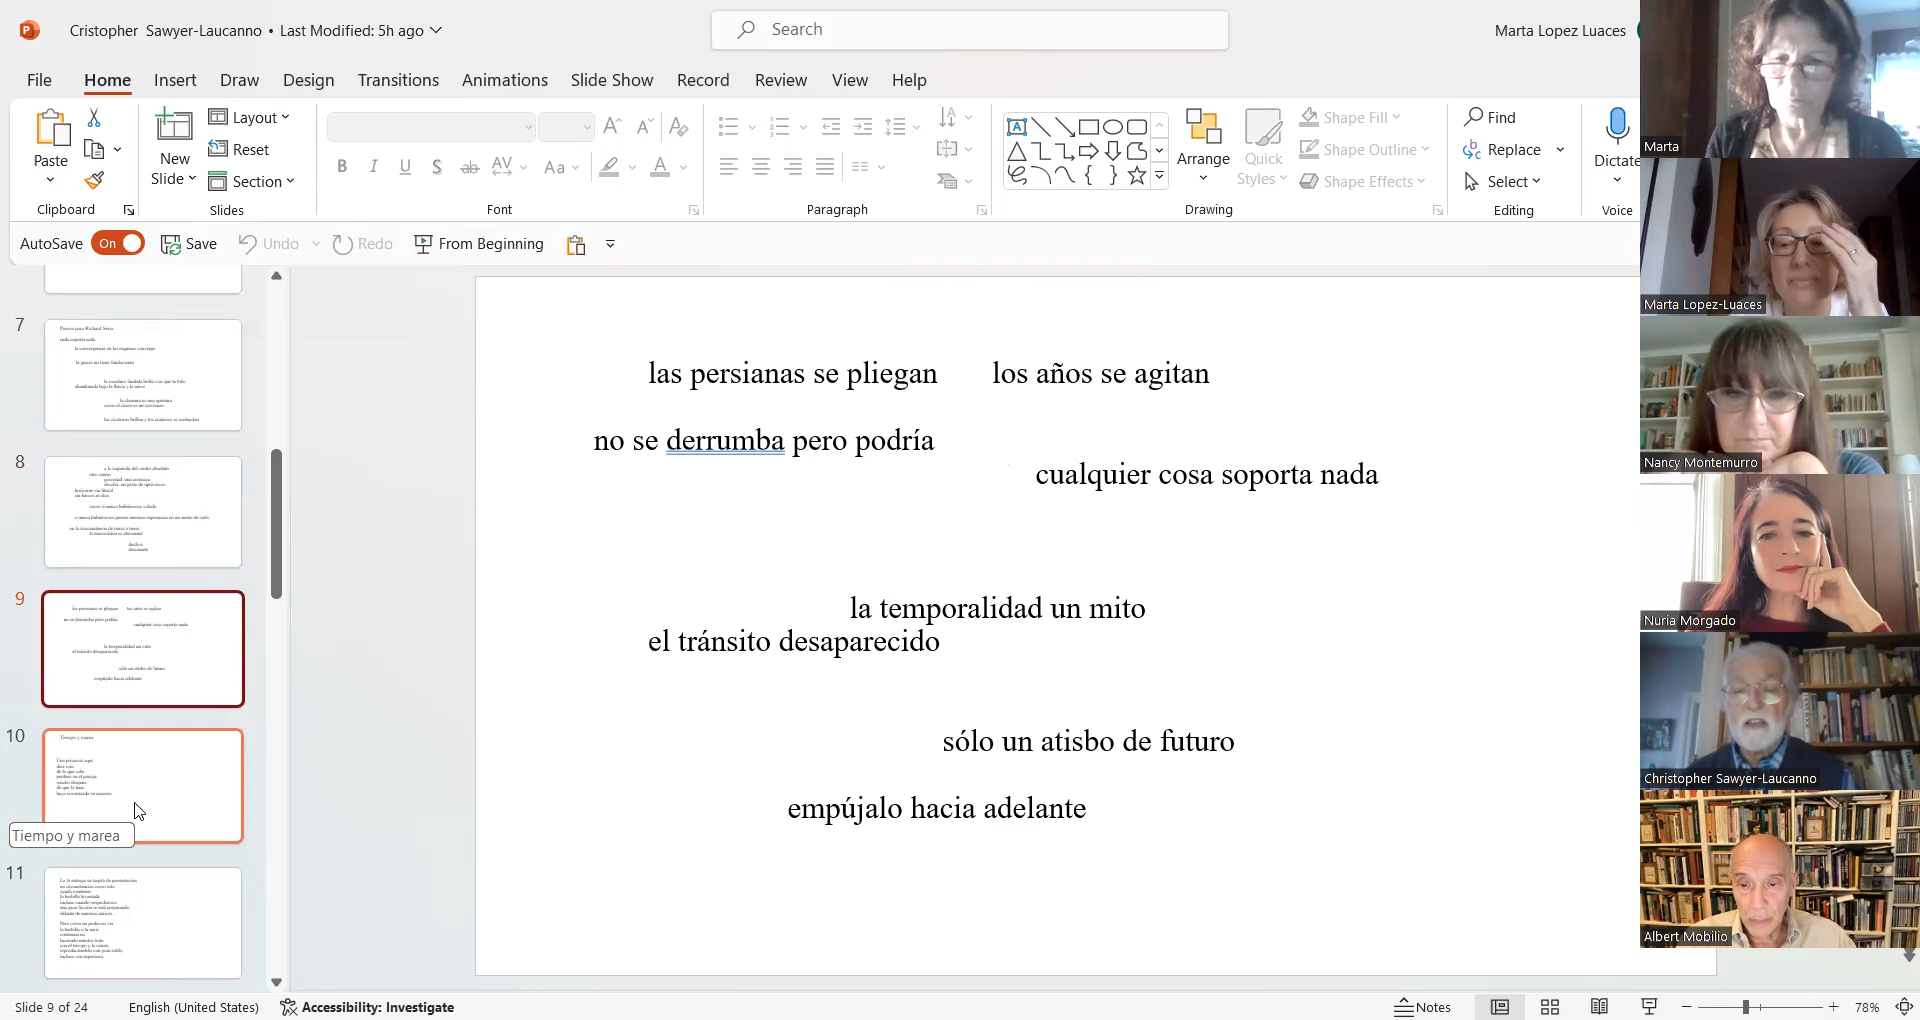 Cristopher Sawyer-Laucanno • Last Modified: 5h ago
Search
Marta Lopez Luaces
File Home Insert Draw Design Transitions Animations Slide Show Record Review View Help
Paste
Clipboard
New Slide
Layout
Reset
Section
Slides
Font
Paragraph
Arrange
Quick Styles
Shape Fill
Shape Outline
Shape Effects
Drawing
Find
Replace
Select
Editing
Dictate
Voice
AutoSave On Save Undo Redo From Beginning
7
8
9
10
Tiempo y marea
11
las persianas se pliegan los años se agitan
no se derrumba pero podría
cualquier cosa soporta nada
la temporalidad un mito
el tránsito desaparecido
sólo un atisbo de futuro
empújalo hacia adelante
Marta
Marta Lopez-Luaces
Nancy Montemurro
Nuria Morgado
Christopher Sawyer-Laucanno
Albert Mobilio
Slide 9 of 24 English (United States) Accessibility: Investigate Notes 78%